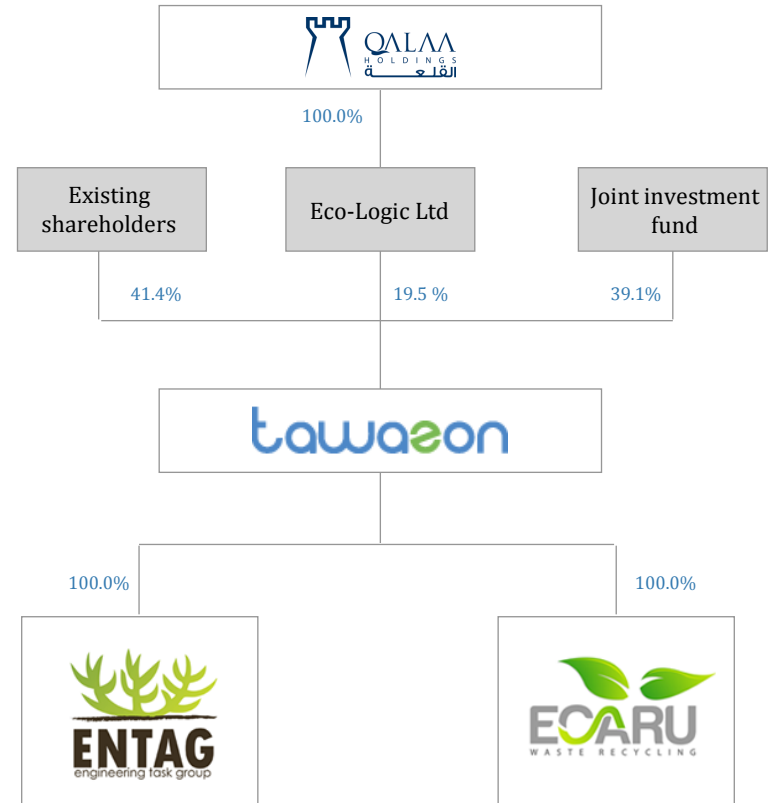 QALAA
HOLDINGS
القلعة
100.0%
Existing
shareholders
Eco-Logic Ltd
Joint investment
fund
41.4%
19.5 %
39.1%
tawazon
100.0%
100.0%
ENTAG
engineering task group
ECARU
WASTE RECYCLING